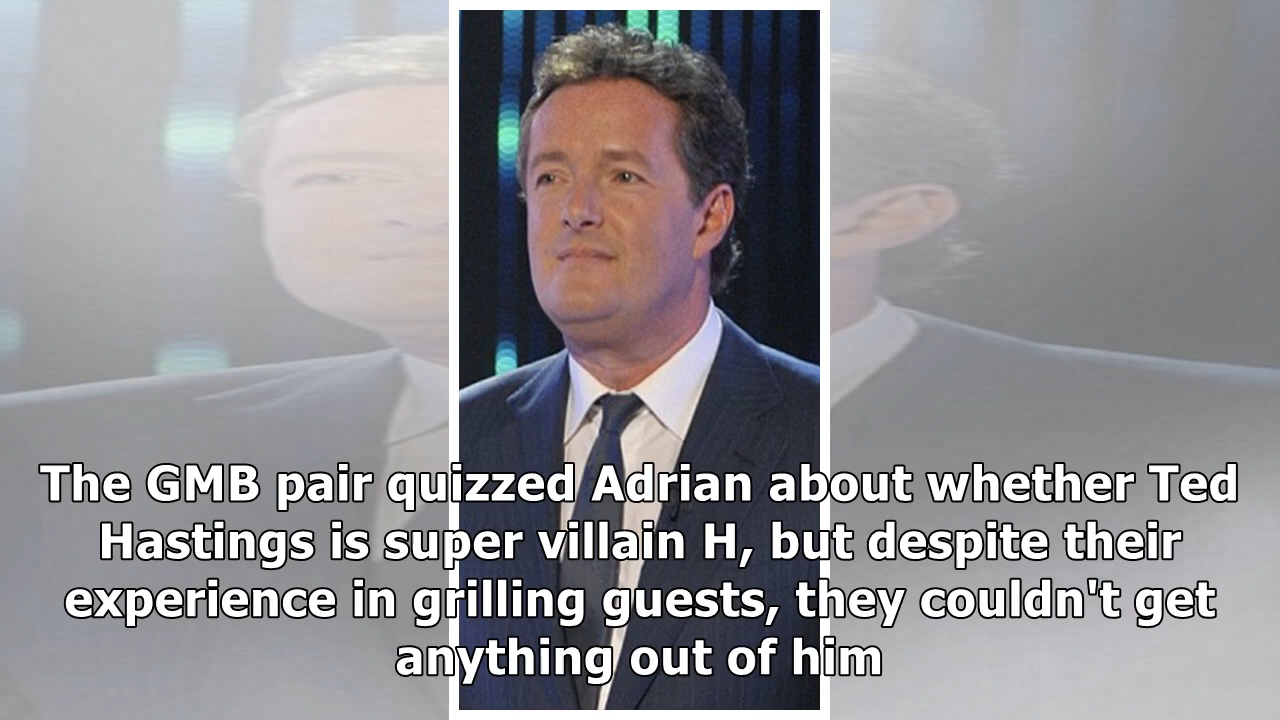 The GMB pair quizzed Adrian about whether Ted
Hastings is super villain H, but despite their
experience in grilling guests, they couldn't get
anything out of him